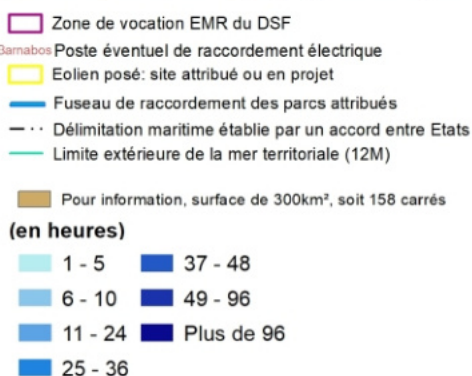 Zone de vocation EMR du DSF
Barnabos Poste éventuel de raccordement électrique
Eolien posé: site attribué ou en projet
Fuseau de raccordement des parcs attribués
Délimitation maritime établie par un accord entre Etats
Limite extérieure de la mer territoriale (12M)
Pour information, surface de 300km², soit 158 carrés
(en heures)
1 - 5
6 - 10
11 - 24
25 - 36
37 - 48
49 - 96
Plus de 96